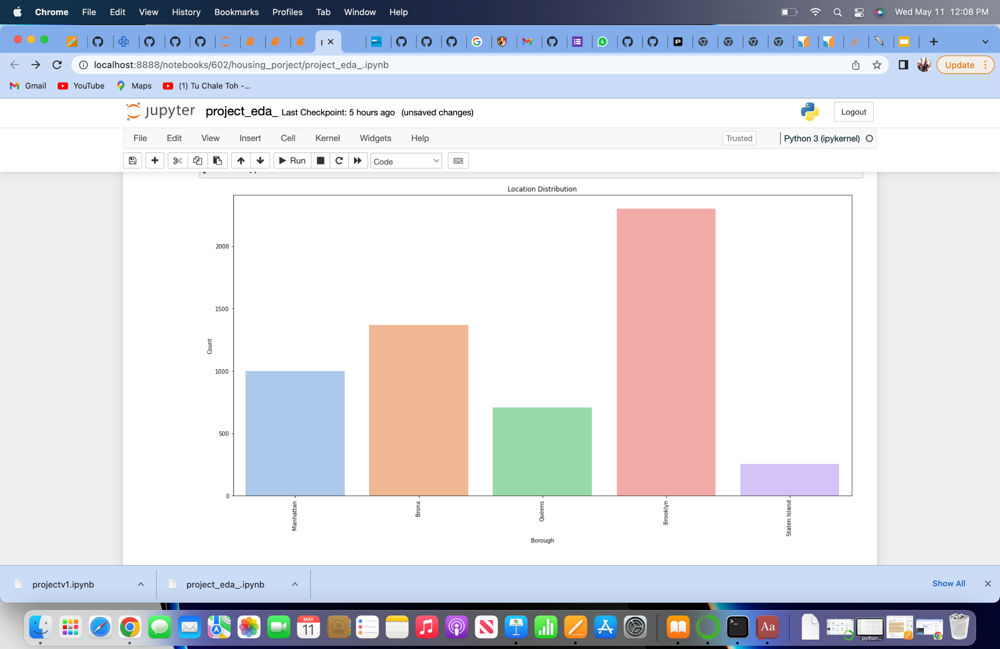 Chrome File Edit View History Bookmarks Profiles Tab Window Help Wed May 11 12:08 PM
localhost:8888/notebooks/602/housing_porject/project_eda_.ipynb Update
Gmail YouTube Maps (1) Tu Chale Toh -...
jupyter project_eda_ Last Checkpoint: 5 hours ago (unsaved changes) Logout
File Edit View Insert Cell Kernel Widgets Help Trusted Python 3 (ipykernel)
Run Code
Location Distribution
2000
1500
1000
500
0
Count
Manhattan Bronx Queens Brooklyn Staten Island
Borough
projectv1.ipynb project_eda_.ipynb Show All
MAY
11
Aa
python...